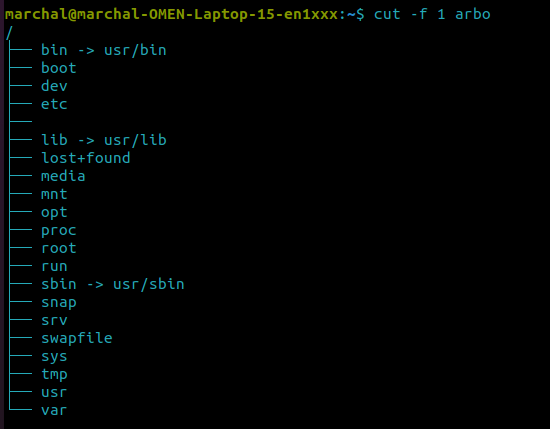 marchal@marchal-OMEN-Laptop-15-en1xxx:~$ cut -f 1 arbo
/
├── bin -> usr/bin
├── boot
├── dev
├── etc
├──
├── lib -> usr/lib
├── lost+found
├── media
├── mnt
├── opt
├── proc
├── root
├── run
├── sbin -> usr/sbin
├── snap
├── srv
├── swapfile
├── sys
├── tmp
├── usr
└── var